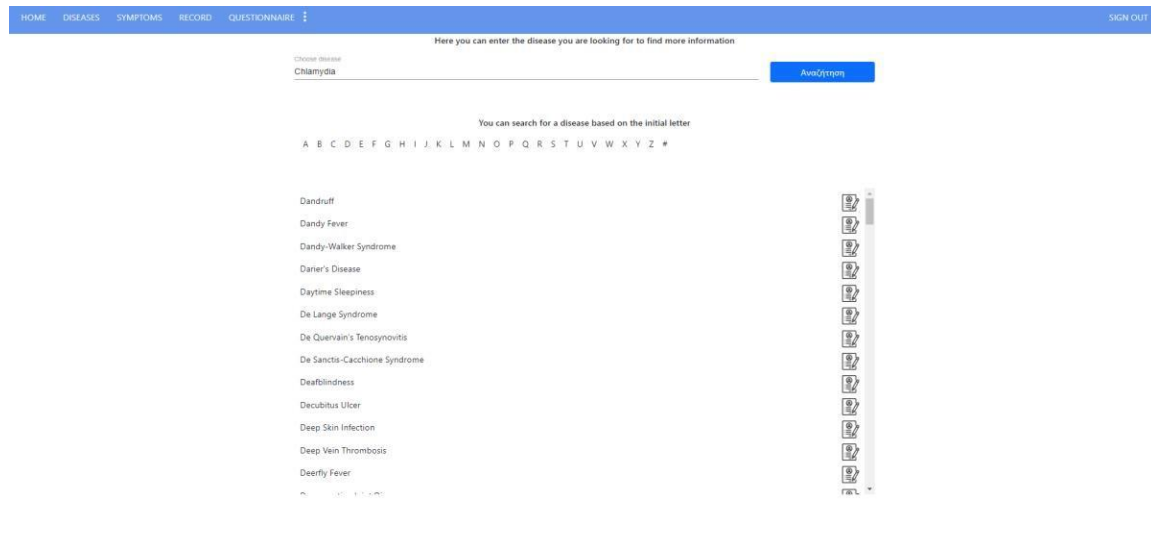 HOME DISEASES SYMPTOMS RECORD QUESTIONNAIRE SIGN OUT
Here you can enter the disease you are looking for to find more information
Choose disease
Chlamydia
Αναζήτηση
You can search for a disease based on the initial letter
A B C D E F G H I J K L M N O P Q R S T U V W X Y Z #
Dandruff
Dandy Fever
Dandy-Walker Syndrome
Darier's Disease
Daytime Sleepiness
De Lange Syndrome
De Quervain's Tenosynovitis
De Sanctis-Cacchione Syndrome
Deafblindness
Decubitus Ulcer
Deep Skin Infection
Deep Vein Thrombosis
Deerfly Fever